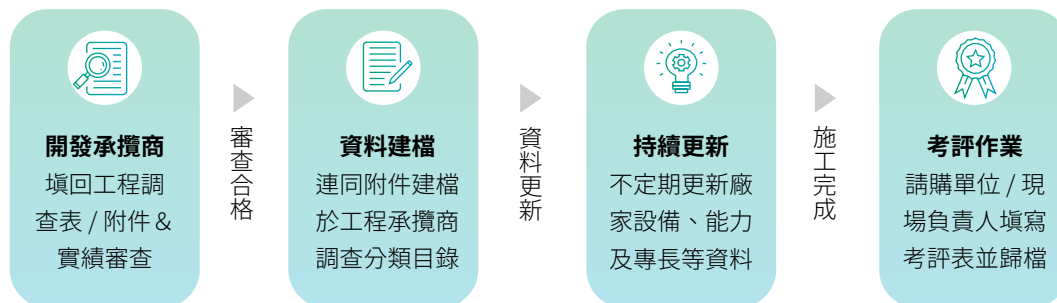 開發承攬商
填回工程調
查表 / 附件 &
實績審查
審查合格
資料建檔
連同附件建檔
於工程承攬商
調查分類目錄
資料更新
持續更新
不定期更新廠
家設備、能力
及專長等資料
施工完成
考評作業
請購單位 / 現
場負責人填寫
考評表並歸檔